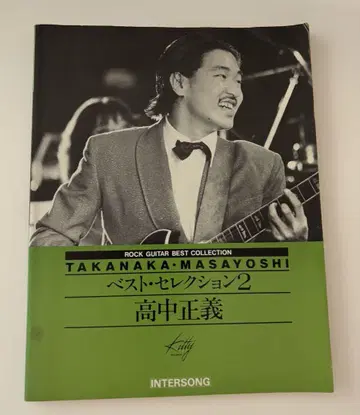 ROCK GUITAR BEST COLLECTION
TAKANAKA・MASAYOSHI
ベスト・セレクション2
高中正義
Kitty
INTERSONG